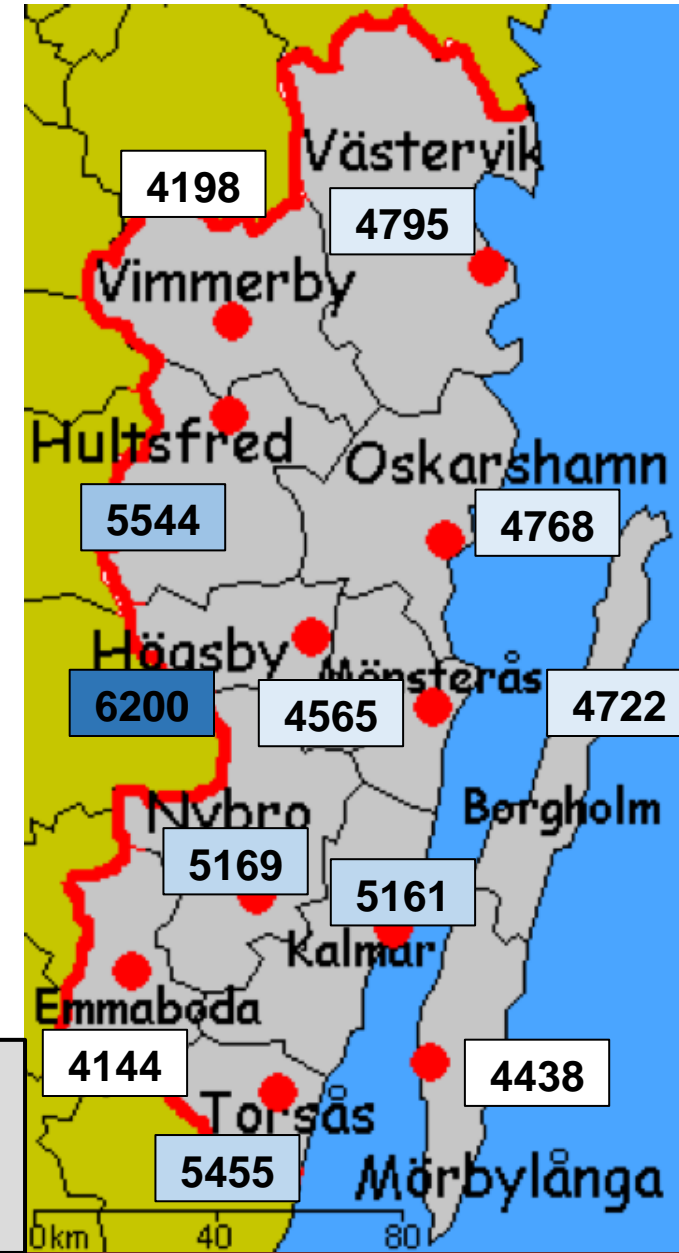 Västervik
4198
4795
Vimmerby
Hultsfred
Oskarshamn
5544
4768
Högsby
Mönsterås
6200
4565
4722
Nybro
Borgholm
5169
5161
Kalmar
Emmaboda
4144
4438
Torsås
5455
Mörbylånga
0km 40 80